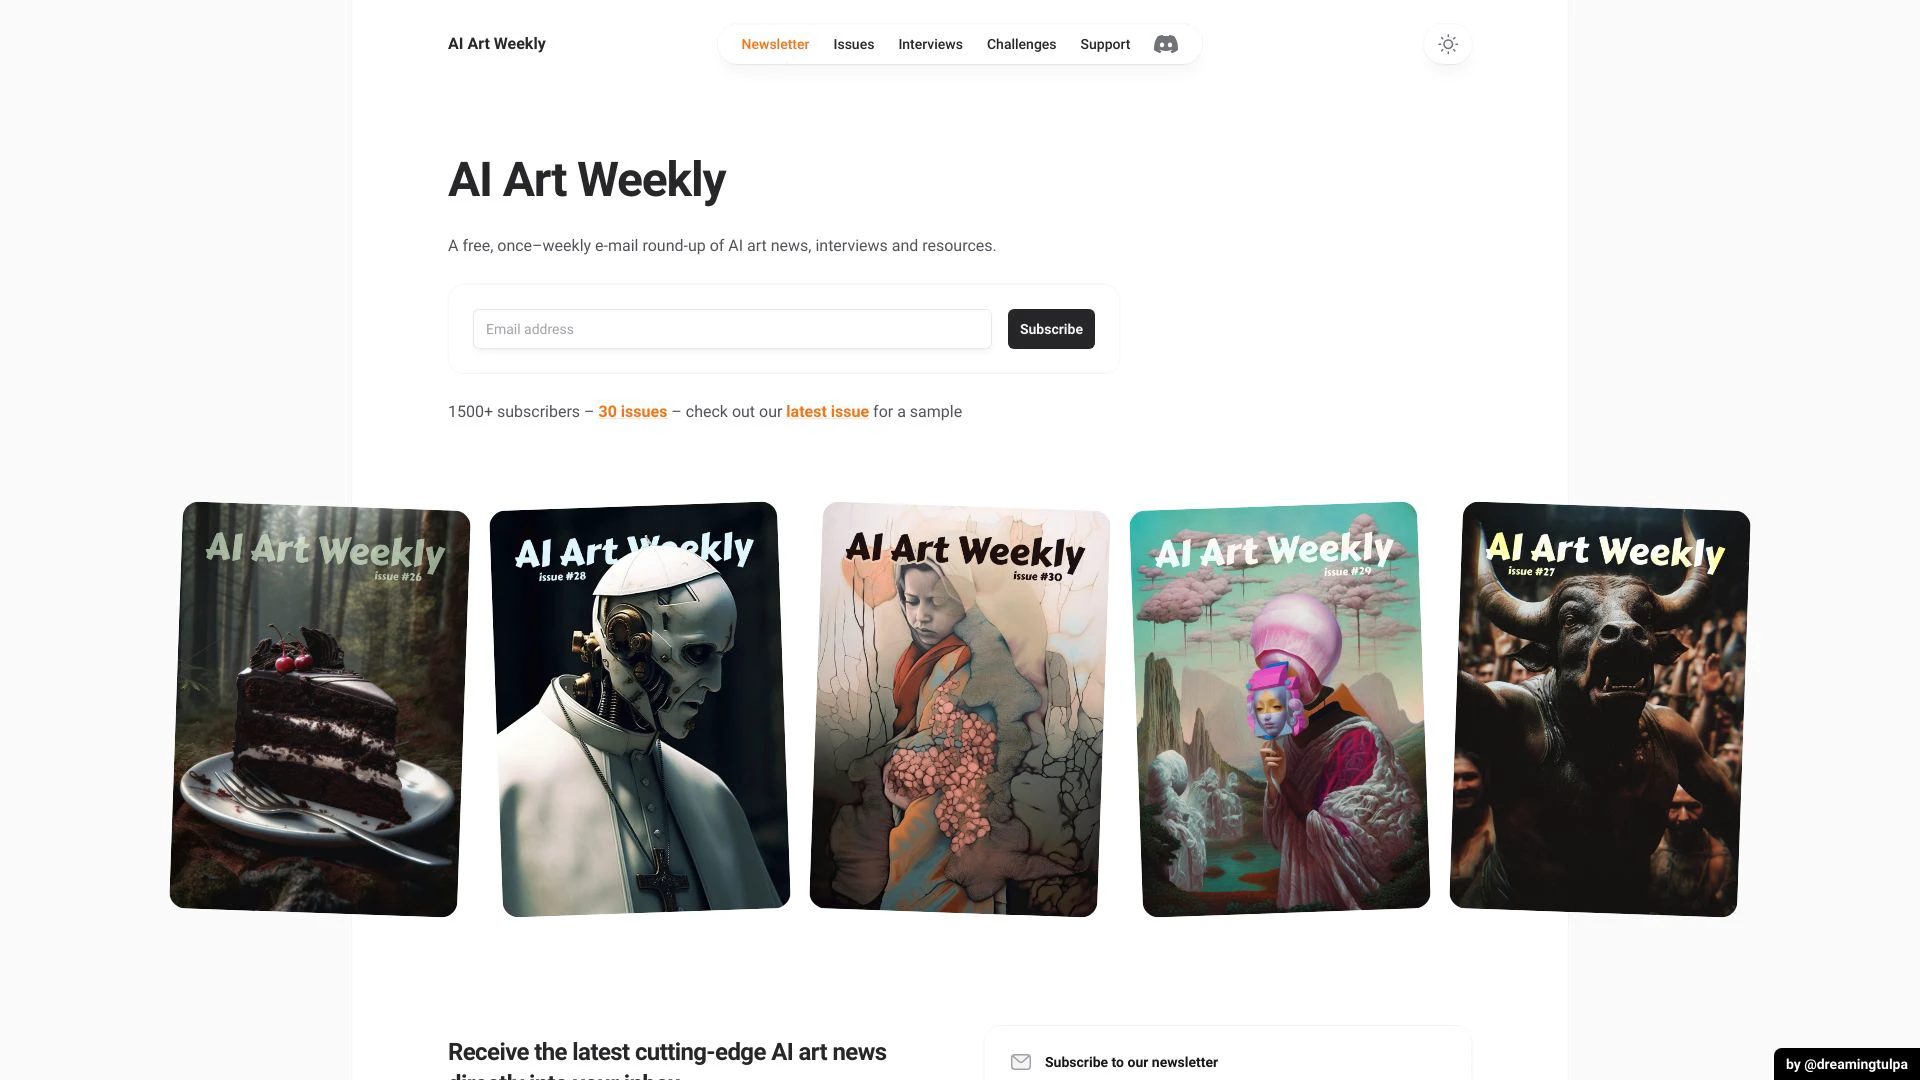 AI Art Weekly
Newsletter Issues Interviews Challenges Support
AI Art Weekly
A free, once–weekly e-mail round-up of AI art news, interviews and resources.
Email address
Subscribe
1500+ subscribers – 30 issues – check out our latest issue for a sample
AI Art Weekly
issue #26
AI Art Weekly
issue #28
AI Art Weekly
issue #30
AI Art Weekly
issue #29
AI Art Weekly
issue #27
Receive the latest cutting-edge AI art news
directly into your inbox
Subscribe to our newsletter
by @dreamingtulpa